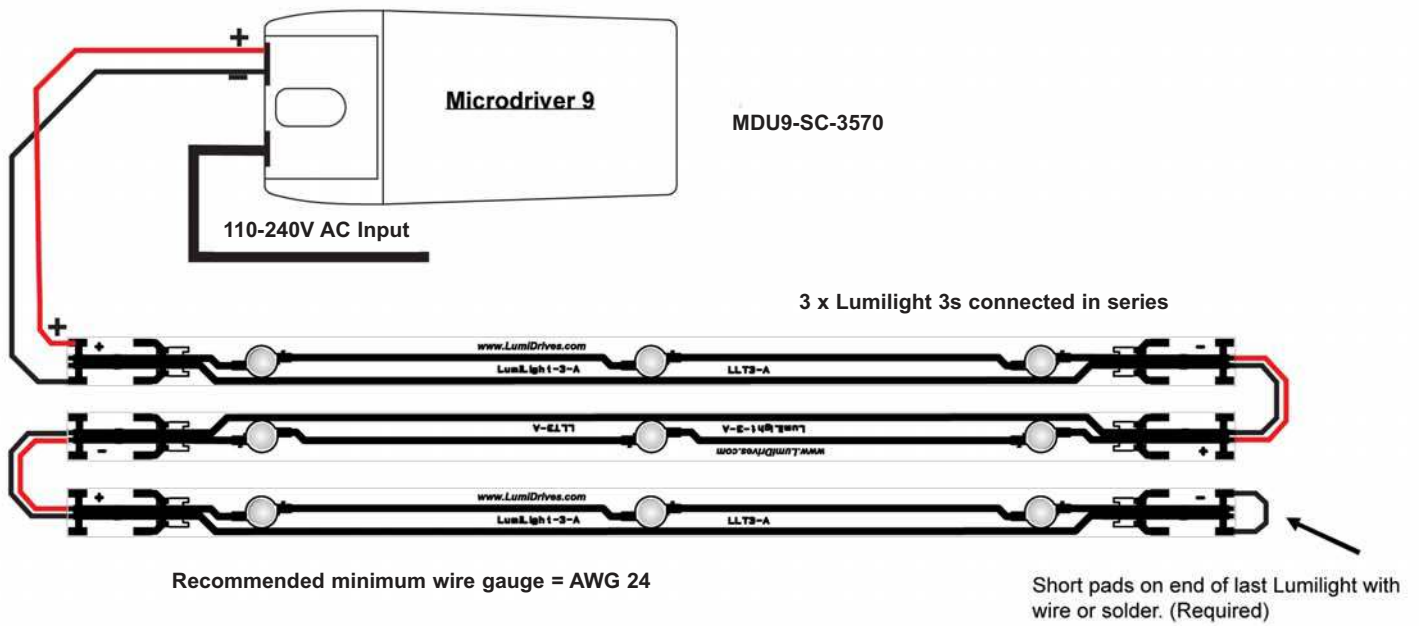 +
−
Microdriver 9
MDU9-SC-3570
110-240V AC Input
3 x Lumilight 3s connected in series
+
+
www.LumiDrives.com
-
LumiLight-3-A
LLT3-A
LLT3-A
LumiLight-3-A
-
www.LumiDrives.com
+
+
www.LumiDrives.com
-
LumiLight-3-A
LLT3-A
Recommended minimum wire gauge = AWG 24
Short pads on end of last Lumilight with
wire or solder. (Required)